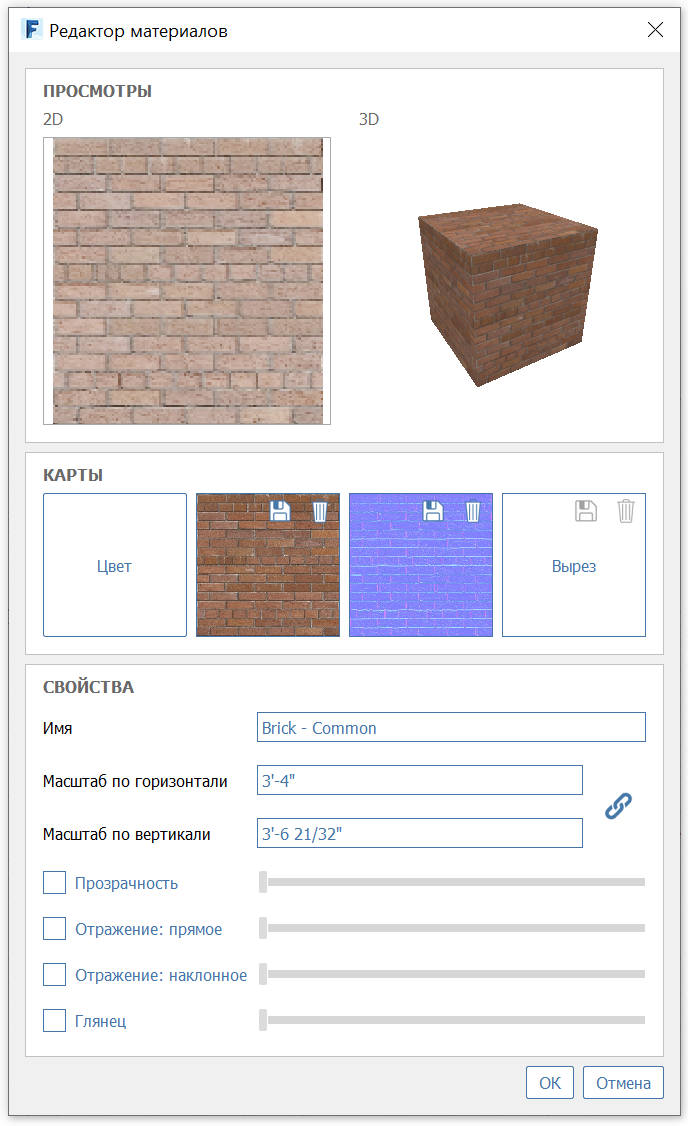 Редактор материалов
ПРОСМОТРЫ
2D 3D
КАРТЫ
Цвет Вырез
СВОЙСТВА
Имя Brick - Common
Масштаб по горизонтали 3'-4"
Масштаб по вертикали 3'-6 21/32"
Прозрачность
Отражение: прямое
Отражение: наклонное
Глянец
ОК Отмена